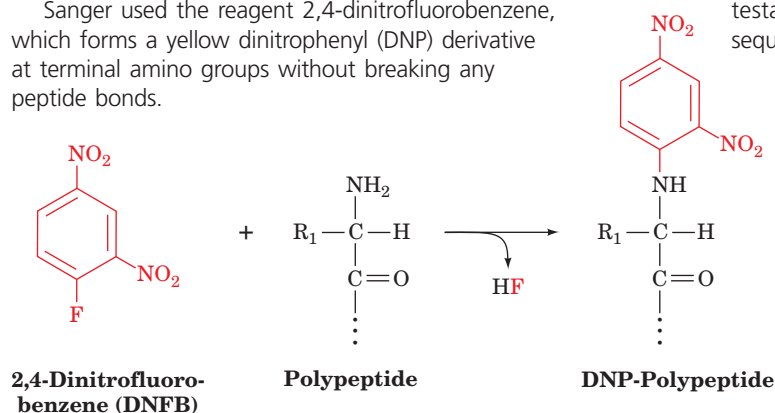 Sanger used the reagent 2,4-dinitrofluorobenzene,
which forms a yellow dinitrophenyl (DNP) derivative
at terminal amino groups without breaking any
peptide bonds.
testa
sequ
NO₂
NO₂
NH
R₁—C—H
C=O
NO₂
NO₂
F
+
NH₂
R₁—C—H
C=O
HF
2,4-Dinitrofluoro-
benzene (DNFB)
Polypeptide
DNP-Polypeptide